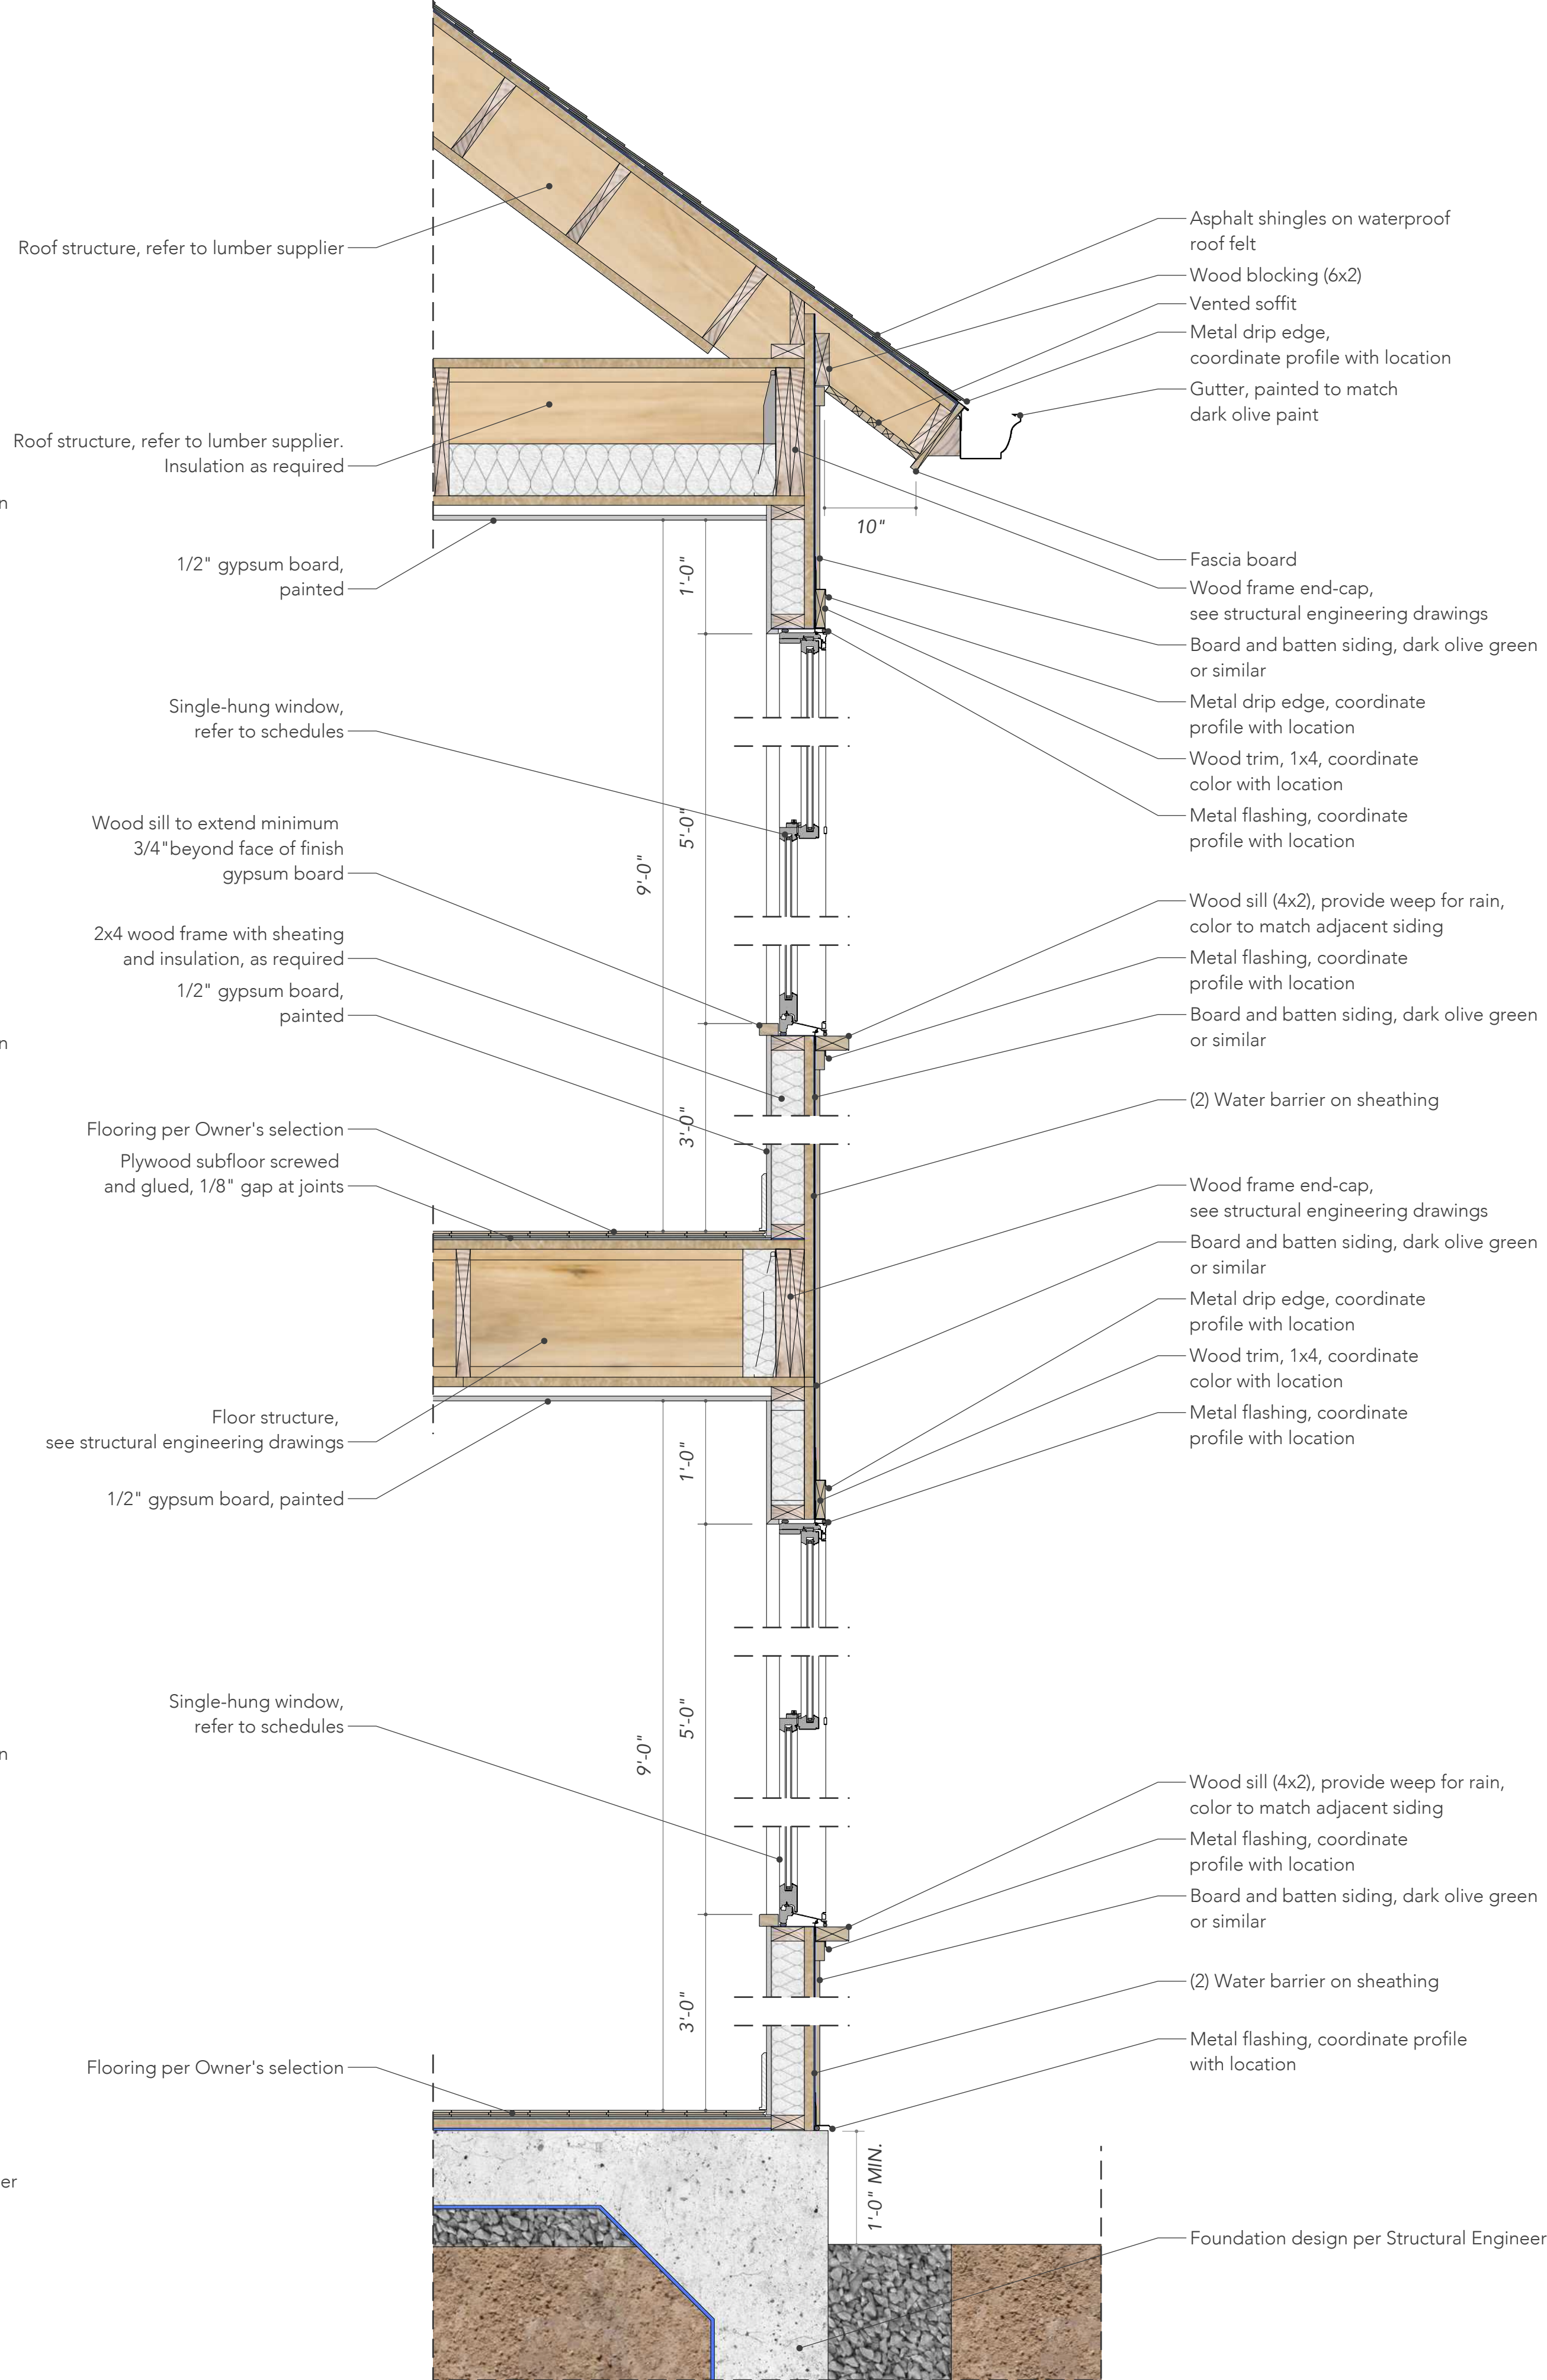 Roof structure, refer to lumber supplier
Roof structure, refer to lumber supplier.
Insulation as required
n
1/2" gypsum board,
painted
Single-hung window,
refer to schedules
Wood sill to extend minimum
3/4"beyond face of finish
gypsum board
2x4 wood frame with sheating
and insulation, as required
1/2" gypsum board,
painted
n
Flooring per Owner's selection
Plywood subfloor screwed
and glued, 1/8" gap at joints
Floor structure,
see structural engineering drawings
1/2" gypsum board, painted
Single-hung window,
refer to schedules
n
Flooring per Owner's selection
er
10"
1'-0"
5'-0"
9'-0"
3'-0"
1'-0"
5'-0"
9'-0"
3'-0"
1'-0" MIN.
Asphalt shingles on waterproof
roof felt
Wood blocking (6x2)
Vented soffit
Metal drip edge,
coordinate profile with location
Gutter, painted to match
dark olive paint
Fascia board
Wood frame end-cap,
see structural engineering drawings
Board and batten siding, dark olive green
or similar
Metal drip edge, coordinate
profile with location
Wood trim, 1x4, coordinate
color with location
Metal flashing, coordinate
profile with location
Wood sill (4x2), provide weep for rain,
color to match adjacent siding
Metal flashing, coordinate
profile with location
Board and batten siding, dark olive green
or similar
(2) Water barrier on sheathing
Wood frame end-cap,
see structural engineering drawings
Board and batten siding, dark olive green
or similar
Metal drip edge, coordinate
profile with location
Wood trim, 1x4, coordinate
color with location
Metal flashing, coordinate
profile with location
Wood sill (4x2), provide weep for rain,
color to match adjacent siding
Metal flashing, coordinate
profile with location
Board and batten siding, dark olive green
or similar
(2) Water barrier on sheathing
Metal flashing, coordinate profile
with location
Foundation design per Structural Engineer